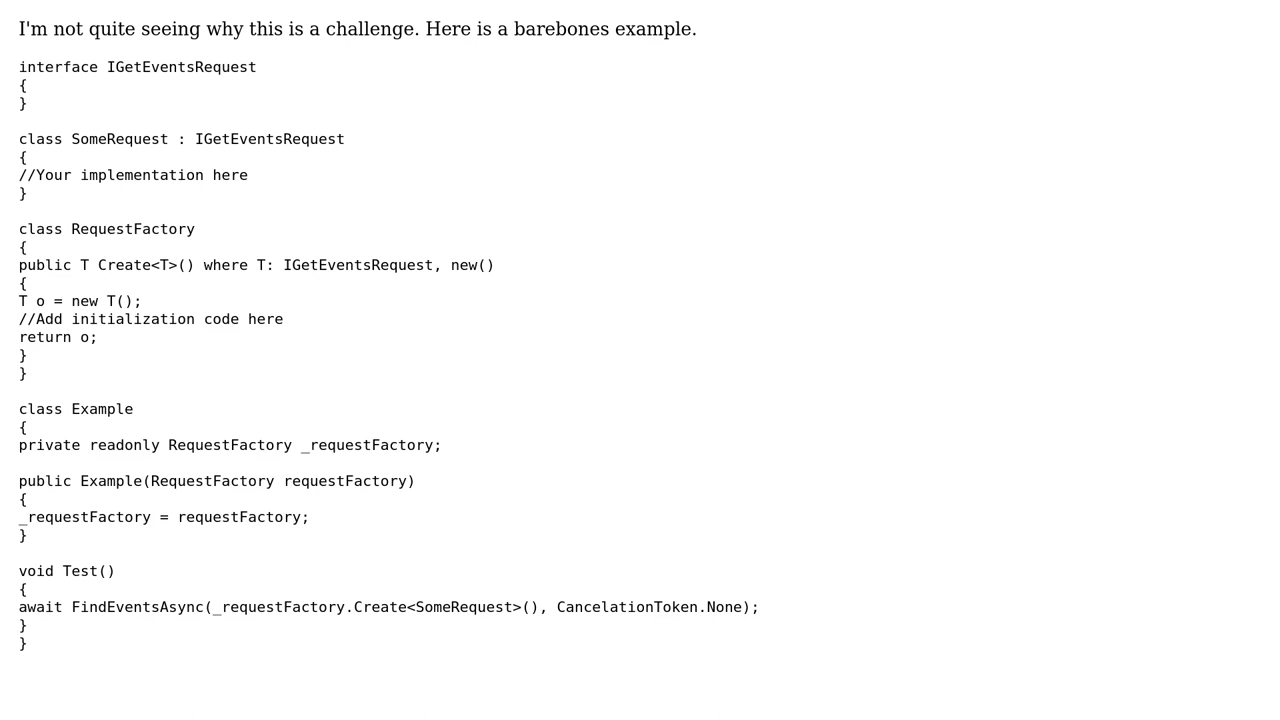 I'm not quite seeing why this is a challenge. Here is a barebones example.
interface IGetEventsRequest
{
}
class SomeRequest : IGetEventsRequest
{
//Your implementation here
}
class RequestFactory
{
public T Create<T>() where T: IGetEventsRequest, new()
{
T o = new T();
//Add initialization code here
return o;
}
}
class Example
{
private readonly RequestFactory _requestFactory;
public Example(RequestFactory requestFactory)
{
_requestFactory = requestFactory;
}
void Test()
{
await FindEventsAsync(_requestFactory.Create<SomeRequest>(), CancelationToken.None);
}
}